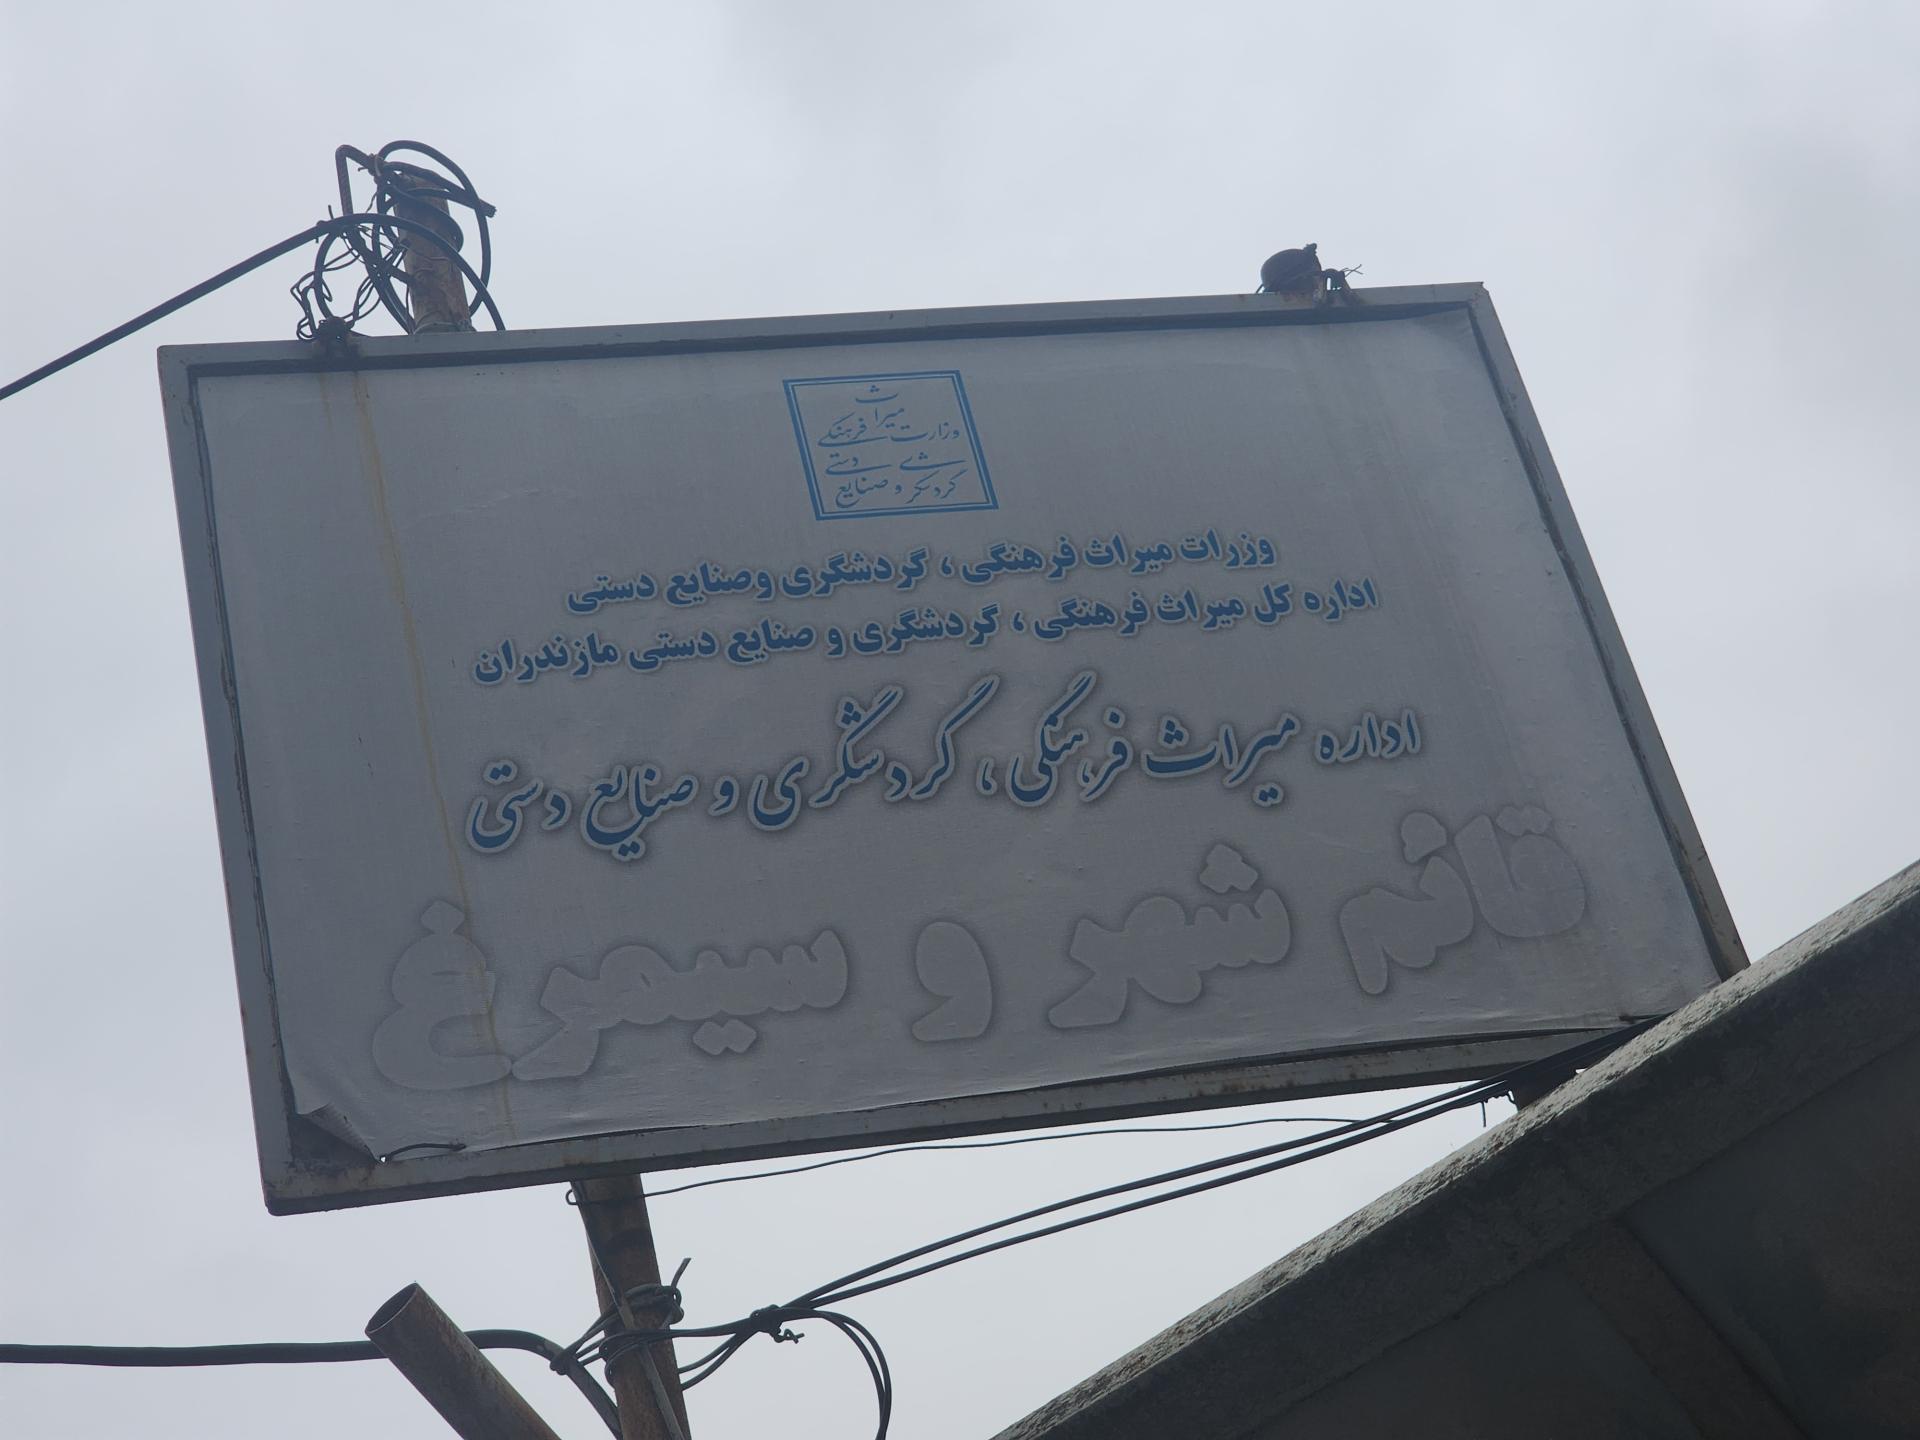 وزارت میراث فرهنگی
گردشگری و صنایع دستی
وزرات میراث فرهنگی ، گردشگری وصنایع دستی
اداره کل میراث فرهنگی ، گردشگری و صنایع دستی مازندران
اداره میراث فرهنگی ، گردشگری و صنایع دستی
قائم شهر و سیمرغ